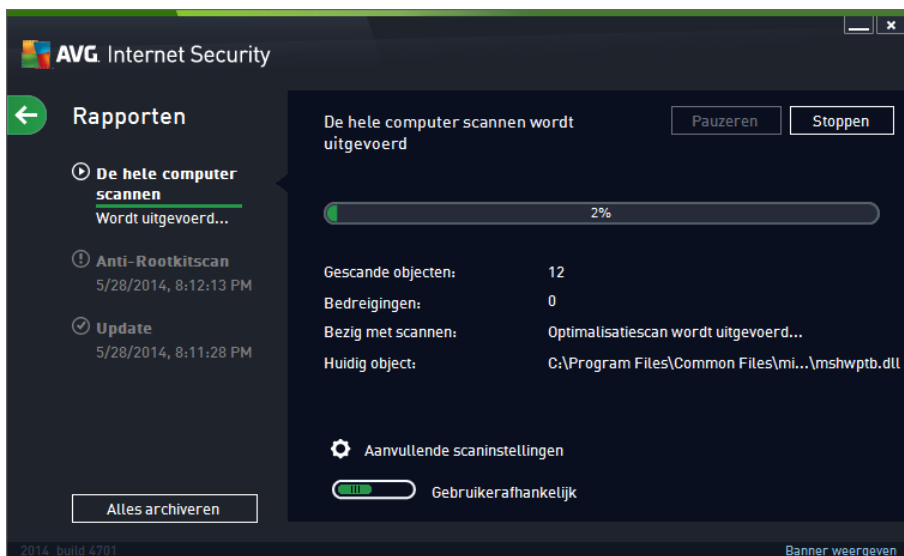 AVG. Internet Security
Rapporten
De hele computer
scannen
Wordt uitgevoerd...
Anti-Rootkitscan
5/28/2014, 8:12:13 PM
Update
5/28/2014, 8:11:28 PM
Alles archiveren
De hele computer scannen wordt
uitgevoerd
Pauzeren
Stoppen
2%
Gescande objecten: 12
Bedreigingen: 0
Bezig met scannen: Optimalisatiescan wordt uitgevoerd...
Huidig object: C:\Program Files\Common Files\mi...\mshwptb.dll
Aanvullende scaninstellingen
Gebruikerafhankelijk
2014 build 4701
Banner weergeven